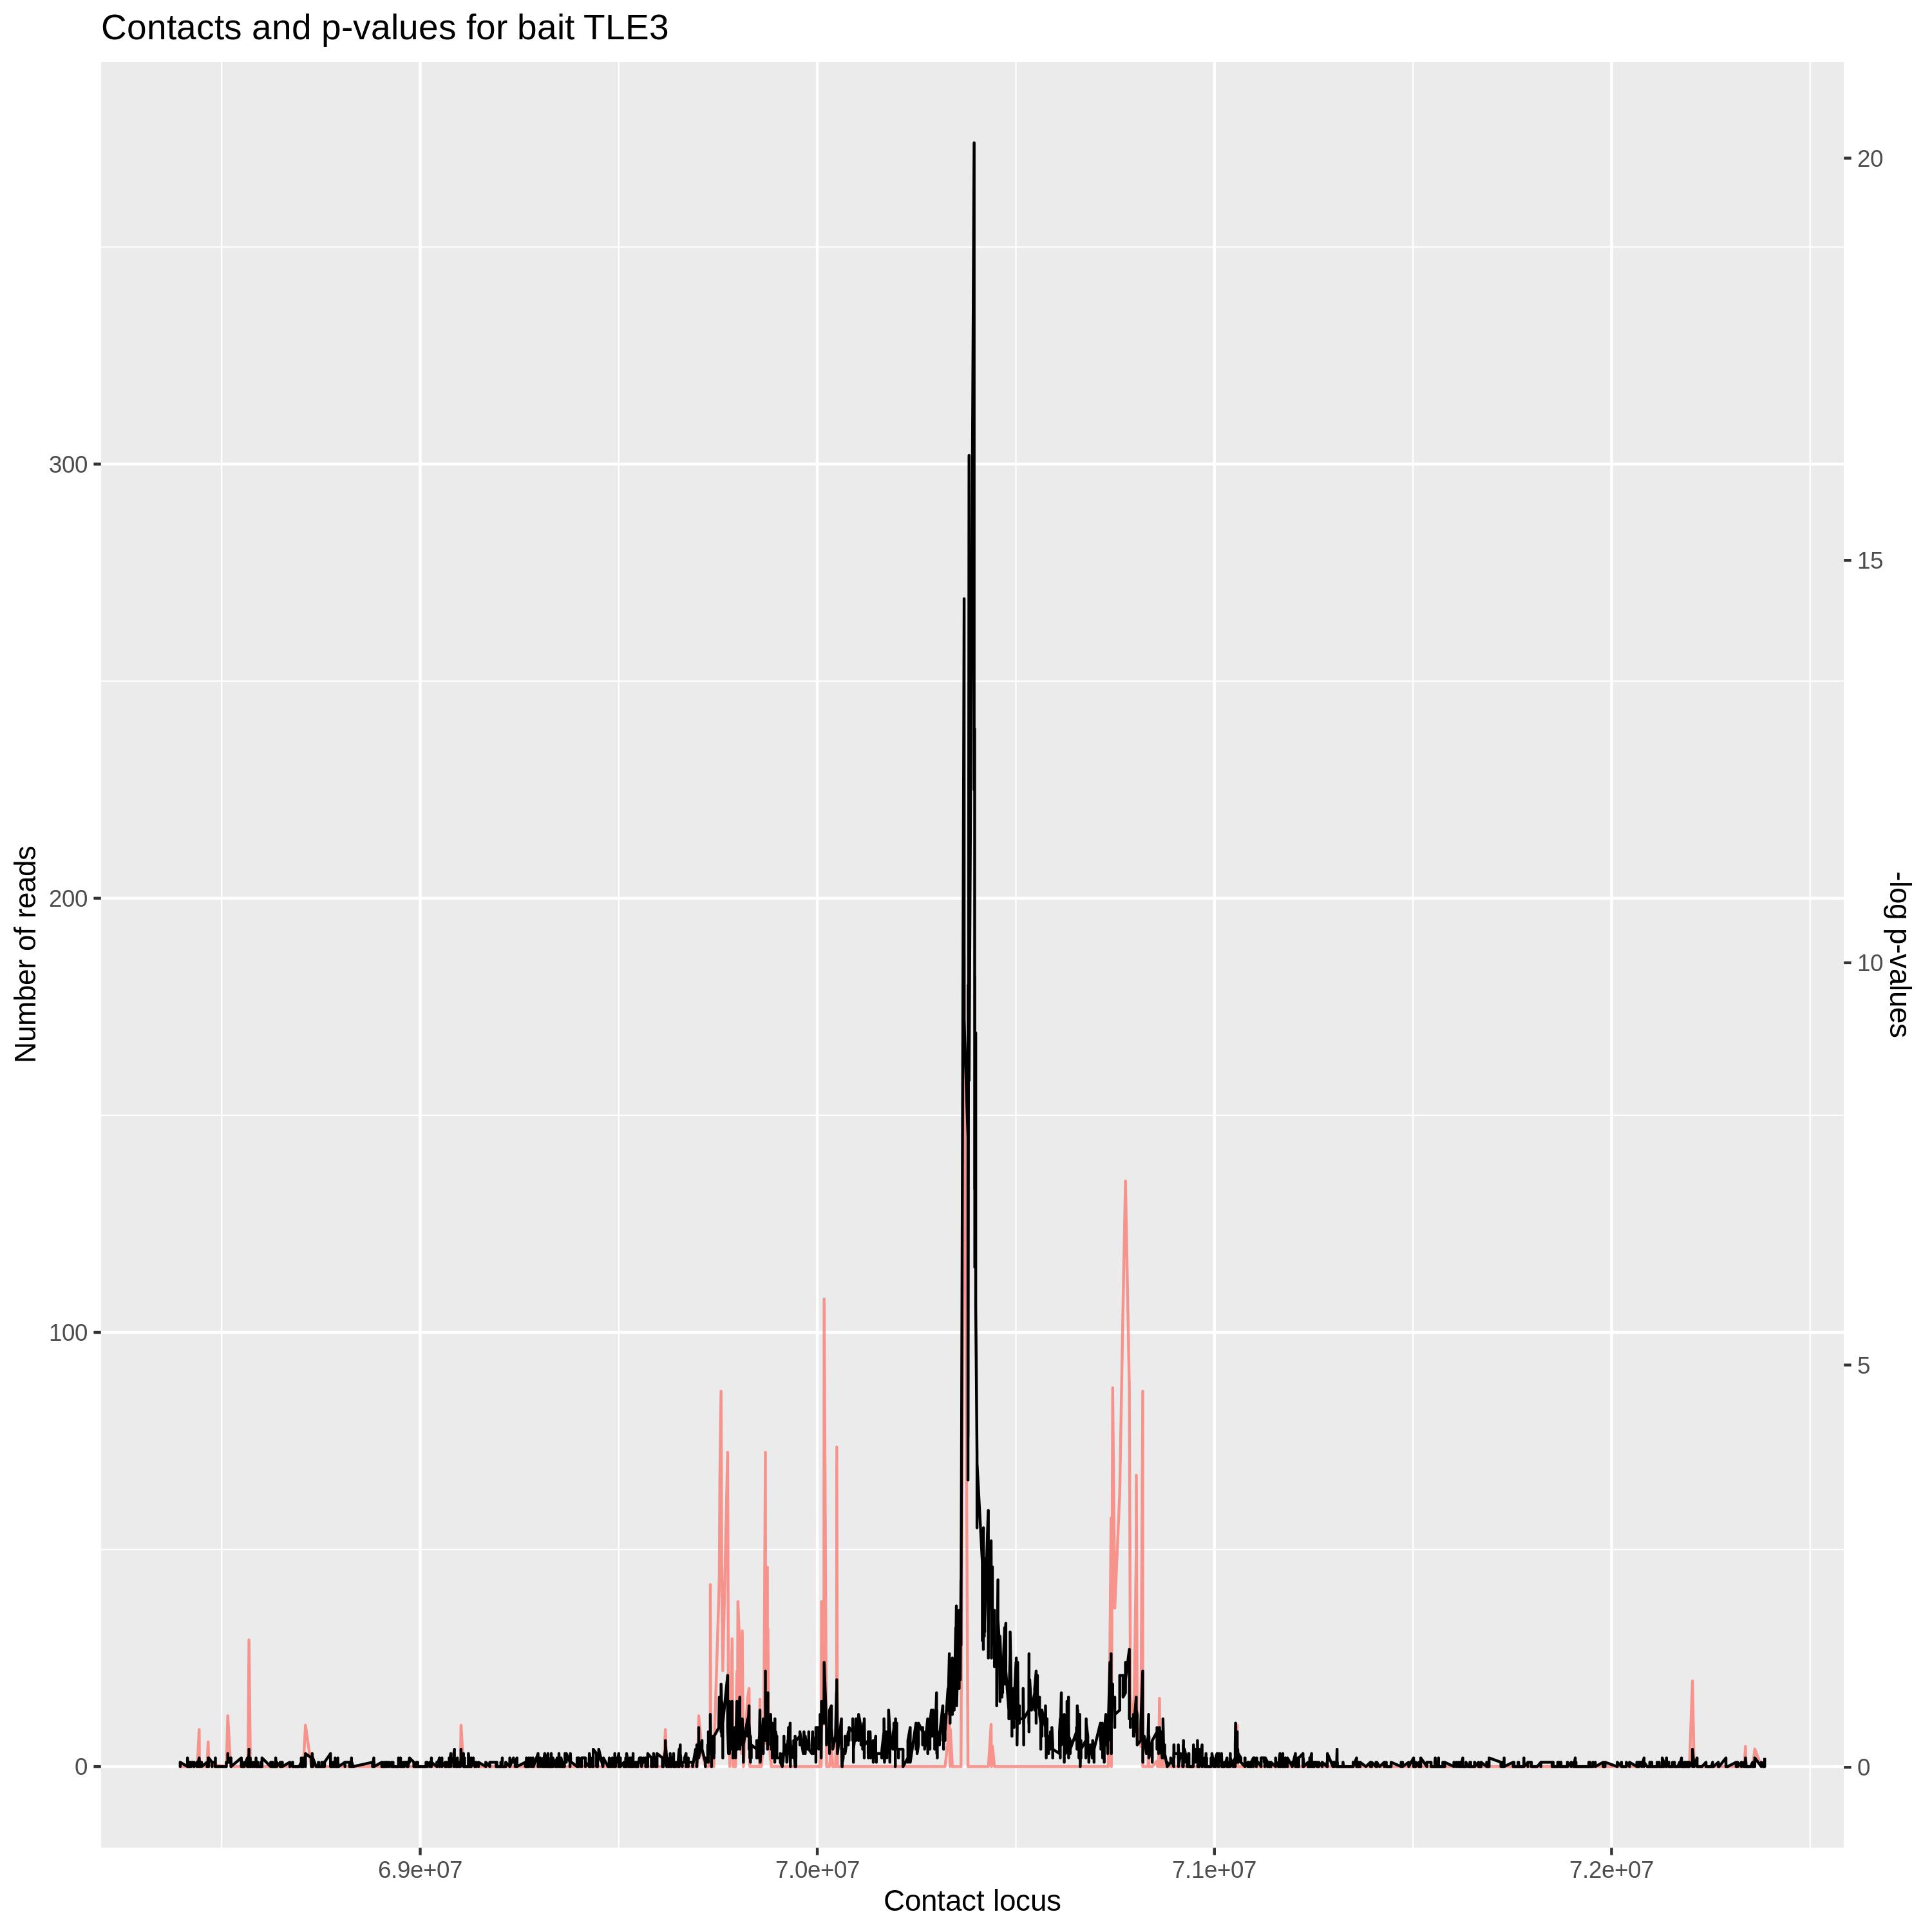 Contacts and p-values for bait TLE3
Number of reads
300
200
100
0
20
15
10
5
0
-log p-values
6.9e+07
7.0e+07
7.1e+07
7.2e+07
Contact locus